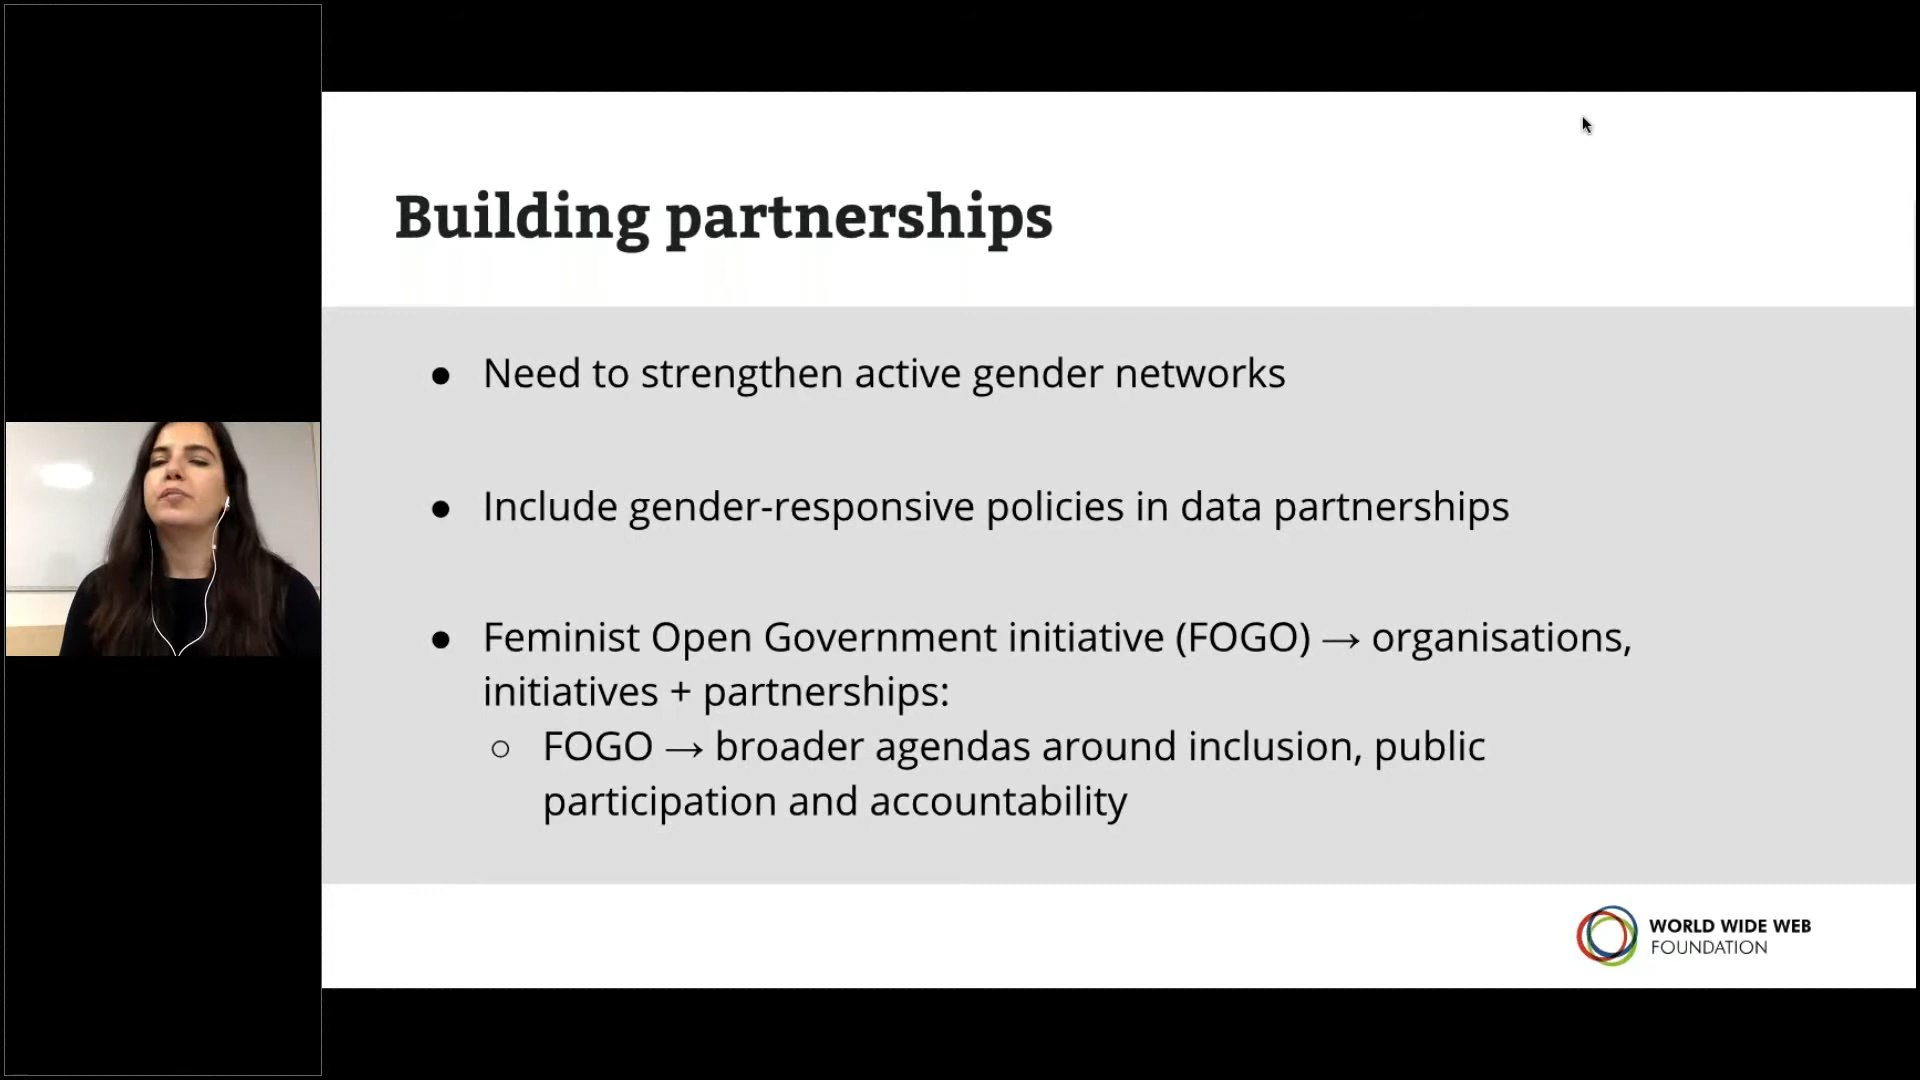 Building partnerships
● Need to strengthen active gender networks
● Include gender-responsive policies in data partnerships
● Feminist Open Government initiative (FOGO) → organisations,
initiatives + partnerships:
○ FOGO → broader agendas around inclusion, public
participation and accountability
WORLD WIDE WEB
FOUNDATION